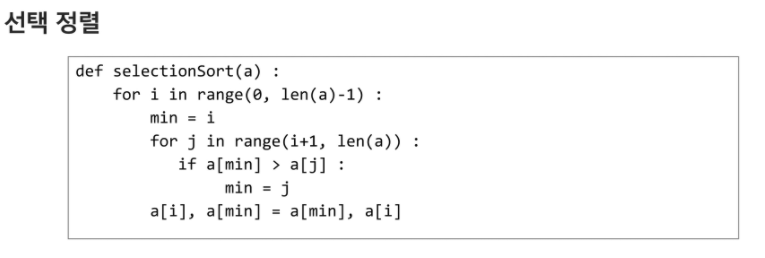 선택 정렬
def selectionSort(a) :
    for i in range(0, len(a)-1) :
        min = i
        for j in range(i+1, len(a)) :
           if a[min] > a[j] :
                min = j
        a[i], a[min] = a[min], a[i]